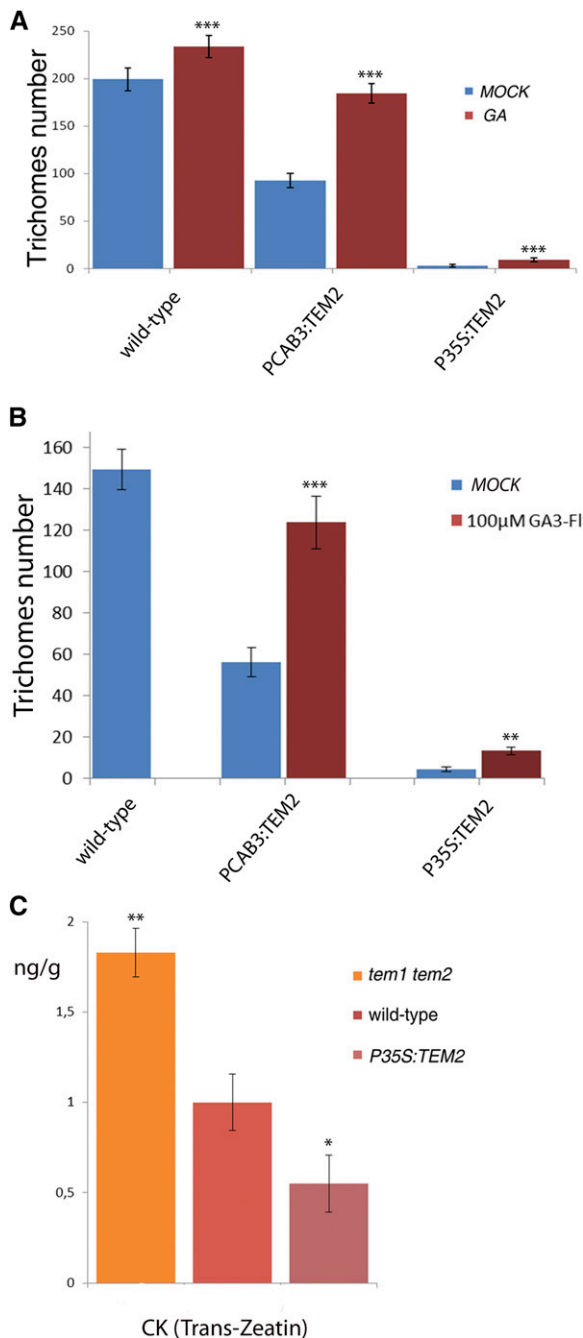 A
250
200
150
100
50
0
Trichomes number
***
***
***
MOCK
GA
wild-type
PCAB3:TEM2
P35S:TEM2
B
160
140
120
100
80
60
40
20
0
Trichomes number
***
**
MOCK
100µM GA3-Fl
wild-type
PCAB3:TEM2
P35S:TEM2
C
2
1,5
1
0,5
0
ng/g
**
*
tem1 tem2
wild-type
P35S:TEM2
CK (Trans-Zeatin)